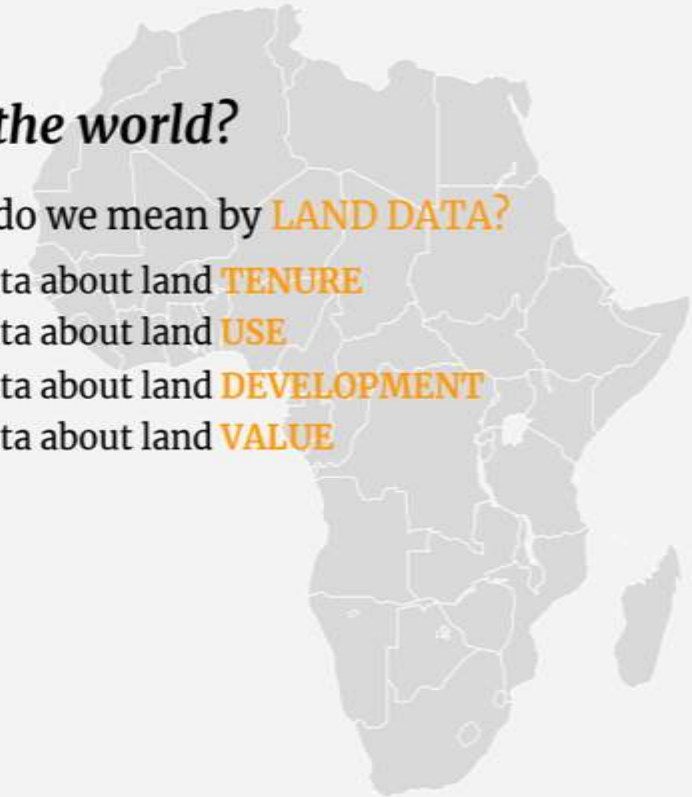 the world?
do we mean by LAND DATA?
ta about land TENURE
ta about land USE
ta about land DEVELOPMENT
ta about land VALUE